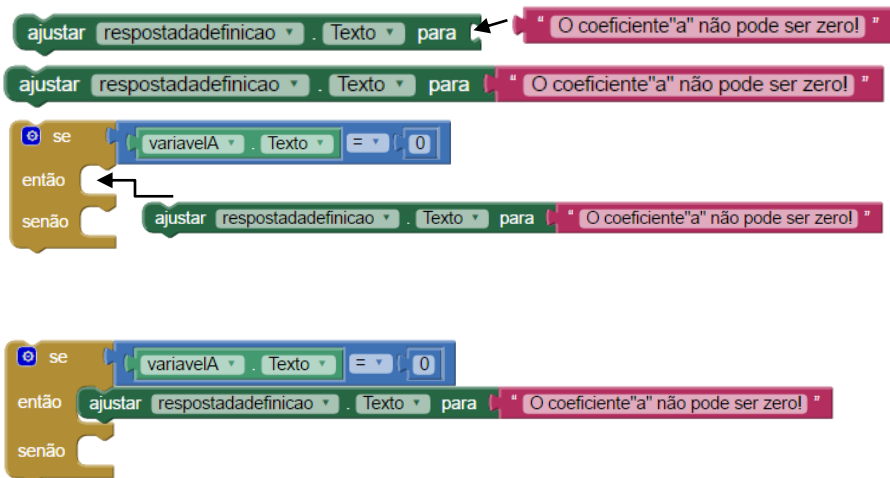 ajustar respostadadefinicao . Texto para " O coeficiente"a" não pode ser zero! "
ajustar respostadadefinicao . Texto para " O coeficiente"a" não pode ser zero! "
se variavelA . Texto = 0
então
senão ajustar respostadadefinicao . Texto para " O coeficiente"a" não pode ser zero! "
se variavelA . Texto = 0
então ajustar respostadadefinicao . Texto para " O coeficiente"a" não pode ser zero! "
senão